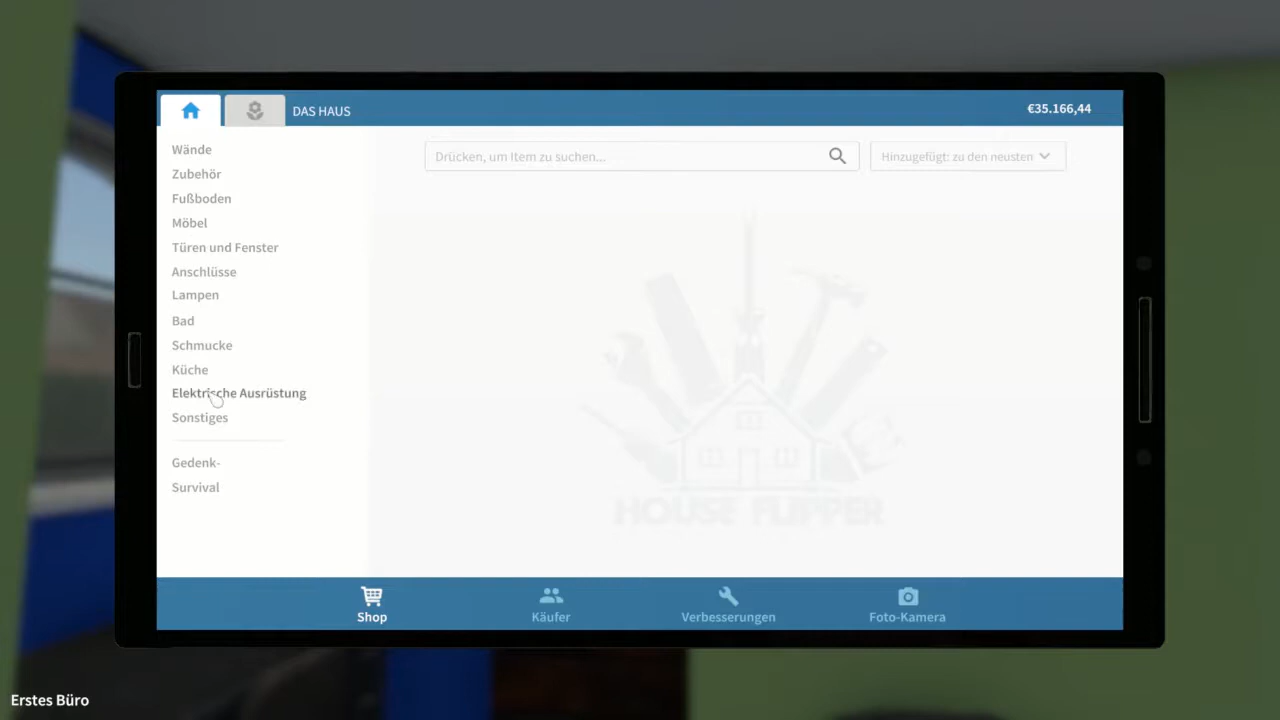 DAS HAUS
€35.166,44
Drücken, um Item zu suchen...
Hinzugefügt: zu den neusten
Wände
Zubehör
Fußboden
Möbel
Türen und Fenster
Anschlüsse
Lampen
Bad
Schmucke
Küche
Elektrische Ausrüstung
Sonstiges
Gedenk-
Survival
HOUSE FLIPPER
Shop
Käufer
Verbesserungen
Foto-Kamera
Erstes Büro